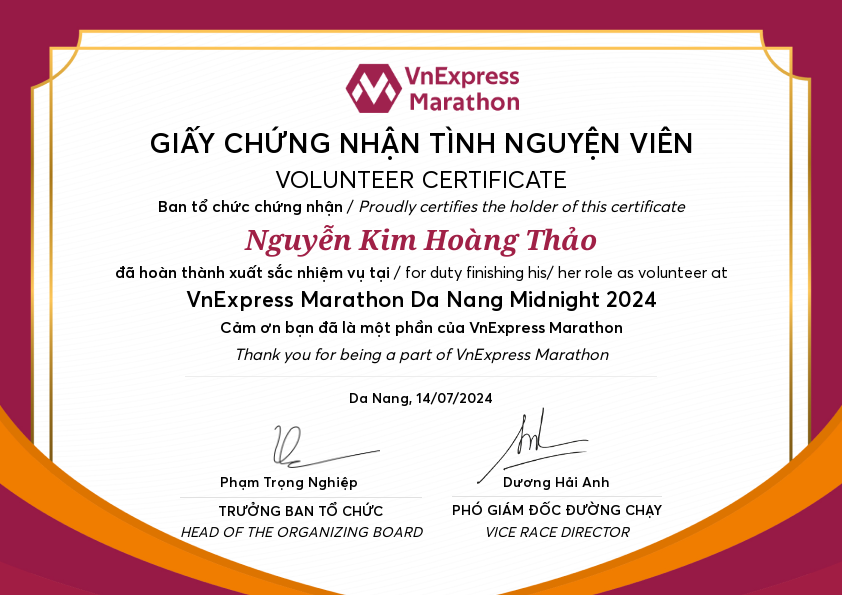 VnExpress
Marathon
GIẤY CHỨNG NHẬN TÌNH NGUYỆN VIÊN
VOLUNTEER CERTIFICATE
Ban tổ chức chứng nhận / Proudly certifies the holder of this certificate
Nguyễn Kim Hoàng Thảo
đã hoàn thành xuất sắc nhiệm vụ tại / for duty finishing his/ her role as volunteer at
VnExpress Marathon Da Nang Midnight 2024
Cảm ơn bạn đã là một phần của VnExpress Marathon
Thank you for being a part of VnExpress Marathon
Da Nang, 14/07/2024
Phạm Trọng Nghiệp
TRƯỞNG BAN TỔ CHỨC
HEAD OF THE ORGANIZING BOARD
Dương Hải Anh
PHÓ GIÁM ĐỐC ĐƯỜNG CHẠY
VICE RACE DIRECTOR